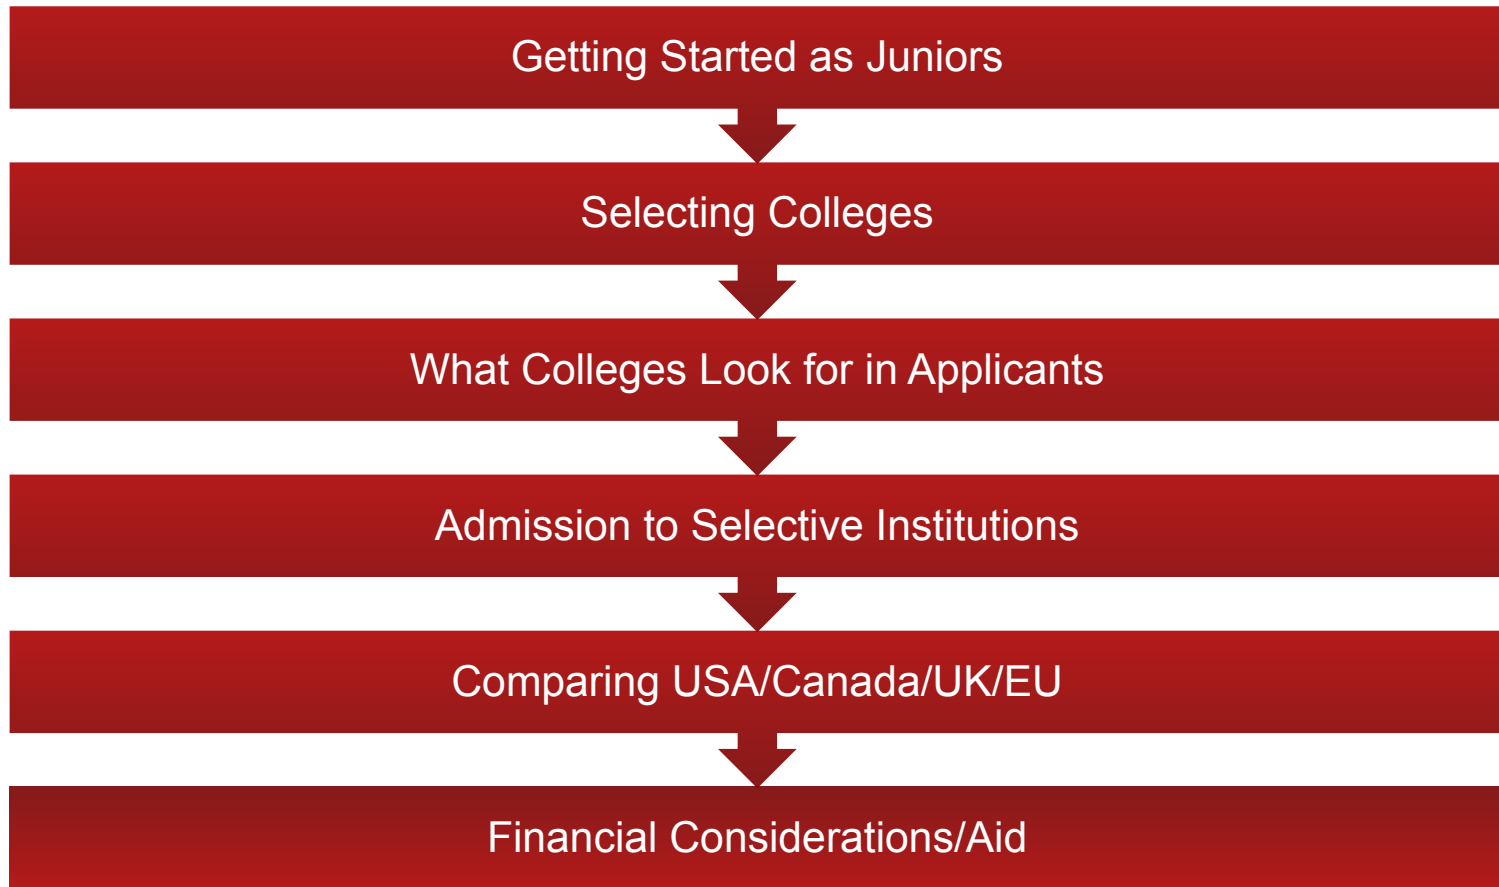 Getting Started as Juniors
Selecting Colleges
What Colleges Look for in Applicants
Admission to Selective Institutions
Comparing USA/Canada/UK/EU
Financial Considerations/Aid